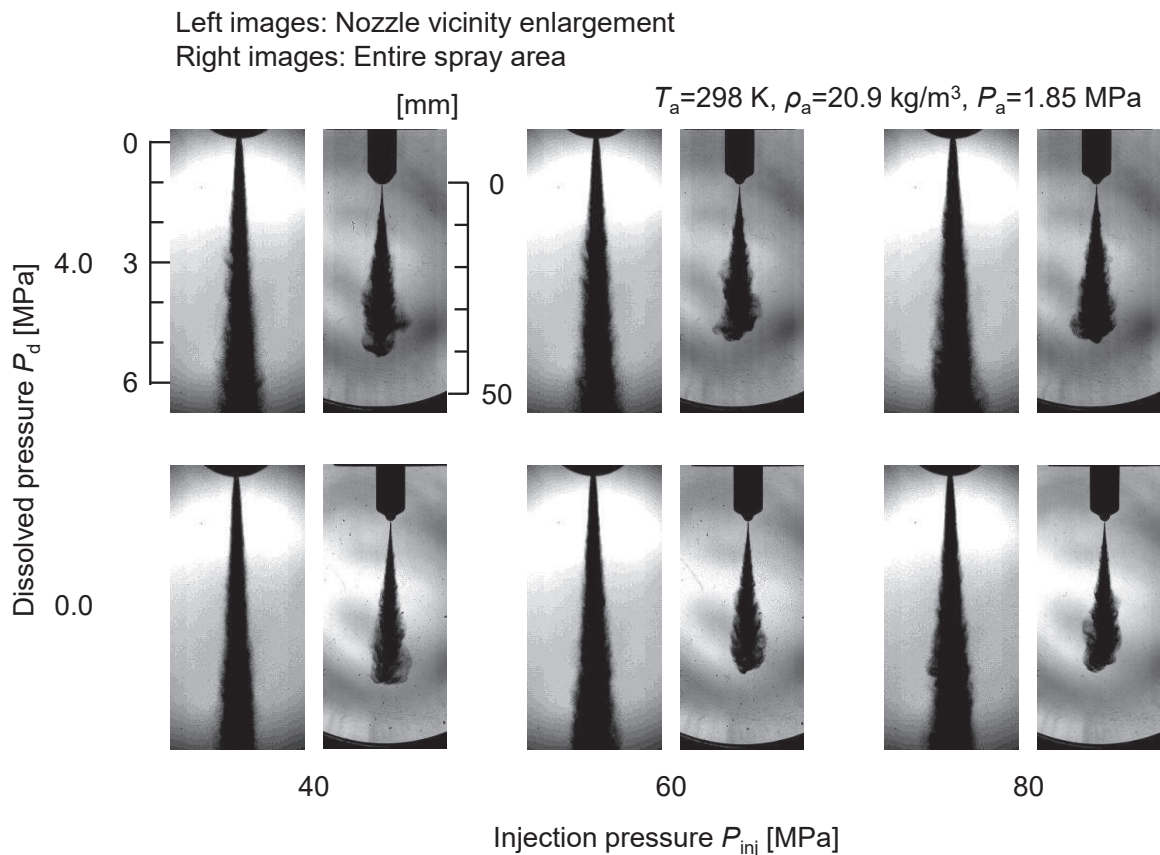 Left images: Nozzle vicinity enlargement
Right images: Entire spray area
[mm]
Tₐ=298 K, ρₐ=20.9 kg/m³, Pₐ=1.85 MPa
0
3
6
0
50
4.0
0.0
Dissolved pressure P_d [MPa]
40
60
80
Injection pressure P_inj [MPa]